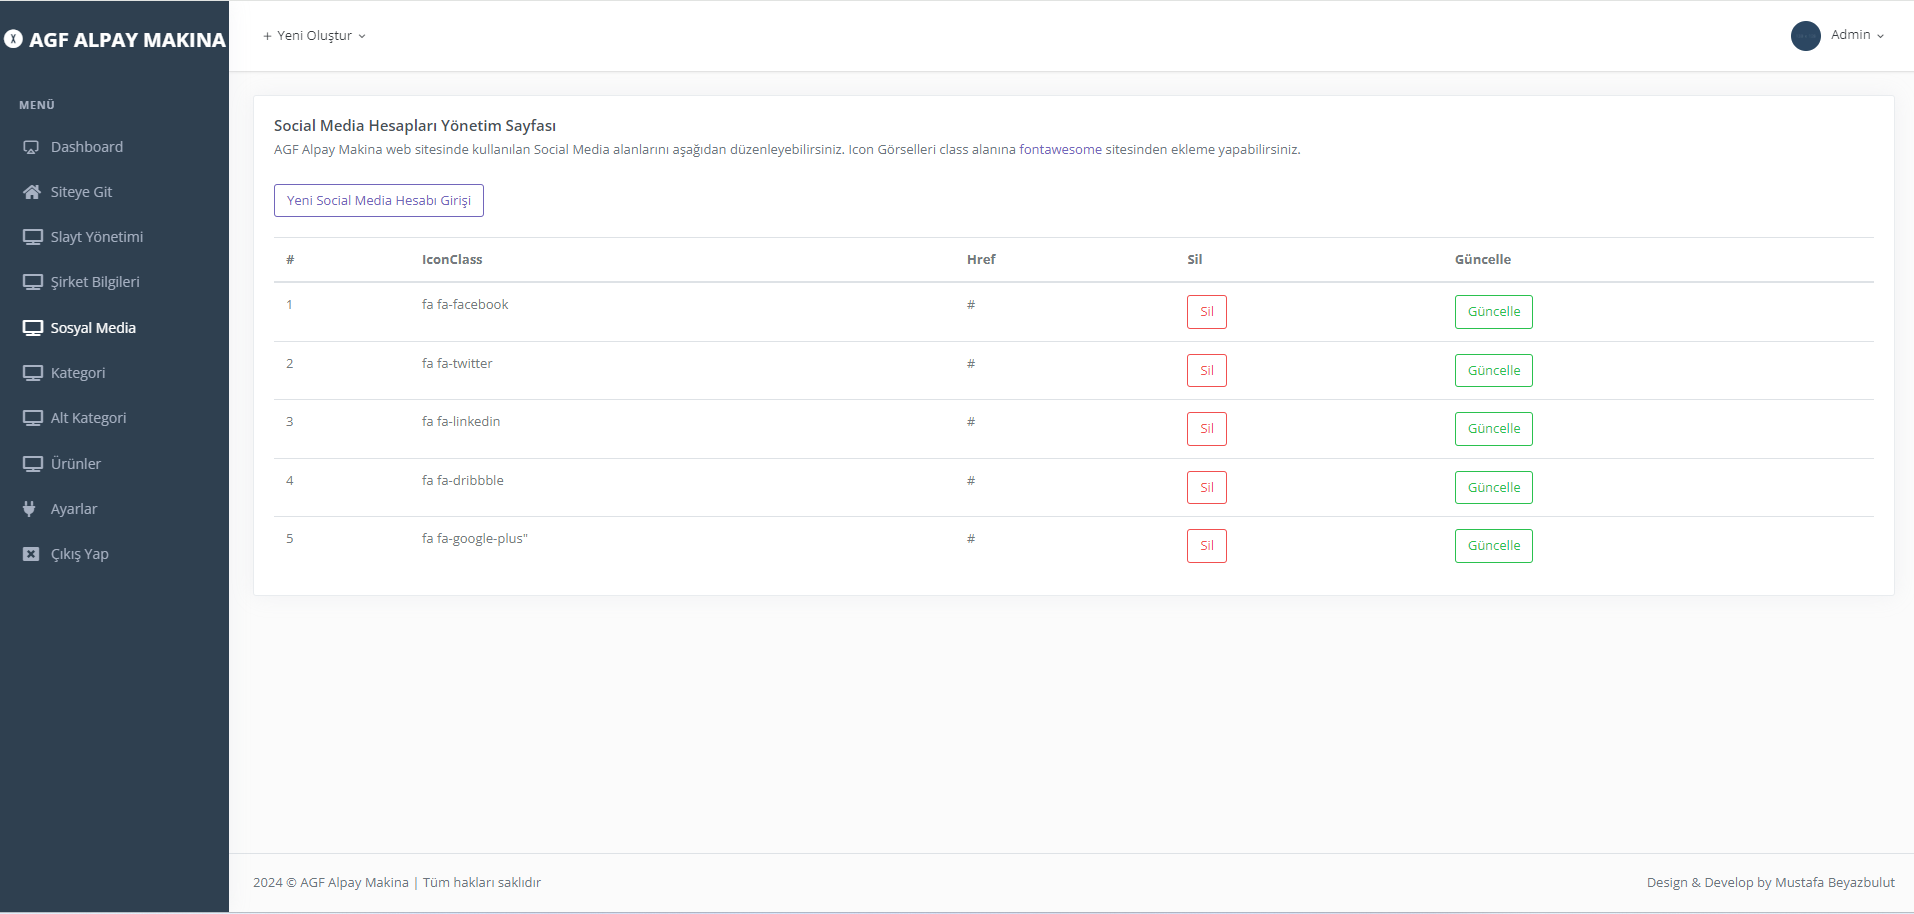 AGF ALPAY MAKINA
+ Yeni Oluştur
Admin
MENÜ
Dashboard
Siteye Git
Slayt Yönetimi
Şirket Bilgileri
Sosyal Media
Kategori
Alt Kategori
Ürünler
Ayarlar
Çıkış Yap
Social Media Hesapları Yönetim Sayfası
AGF Alpay Makina web sitesinde kullanılan Social Media alanlarını aşağıdan düzenleyebilirsiniz. Icon Görselleri class alanına fontawesome sitesinden ekleme yapabilirsiniz.
Yeni Social Media Hesabı Girişi
# IconClass Href Sil Güncelle
1 fa fa-facebook # Sil Güncelle
2 fa fa-twitter # Sil Güncelle
3 fa fa-linkedin # Sil Güncelle
4 fa fa-dribbble # Sil Güncelle
5 fa fa-google-plus" # Sil Güncelle
2024 © AGF Alpay Makina | Tüm hakları saklıdır
Design & Develop by Mustafa Beyazbulut